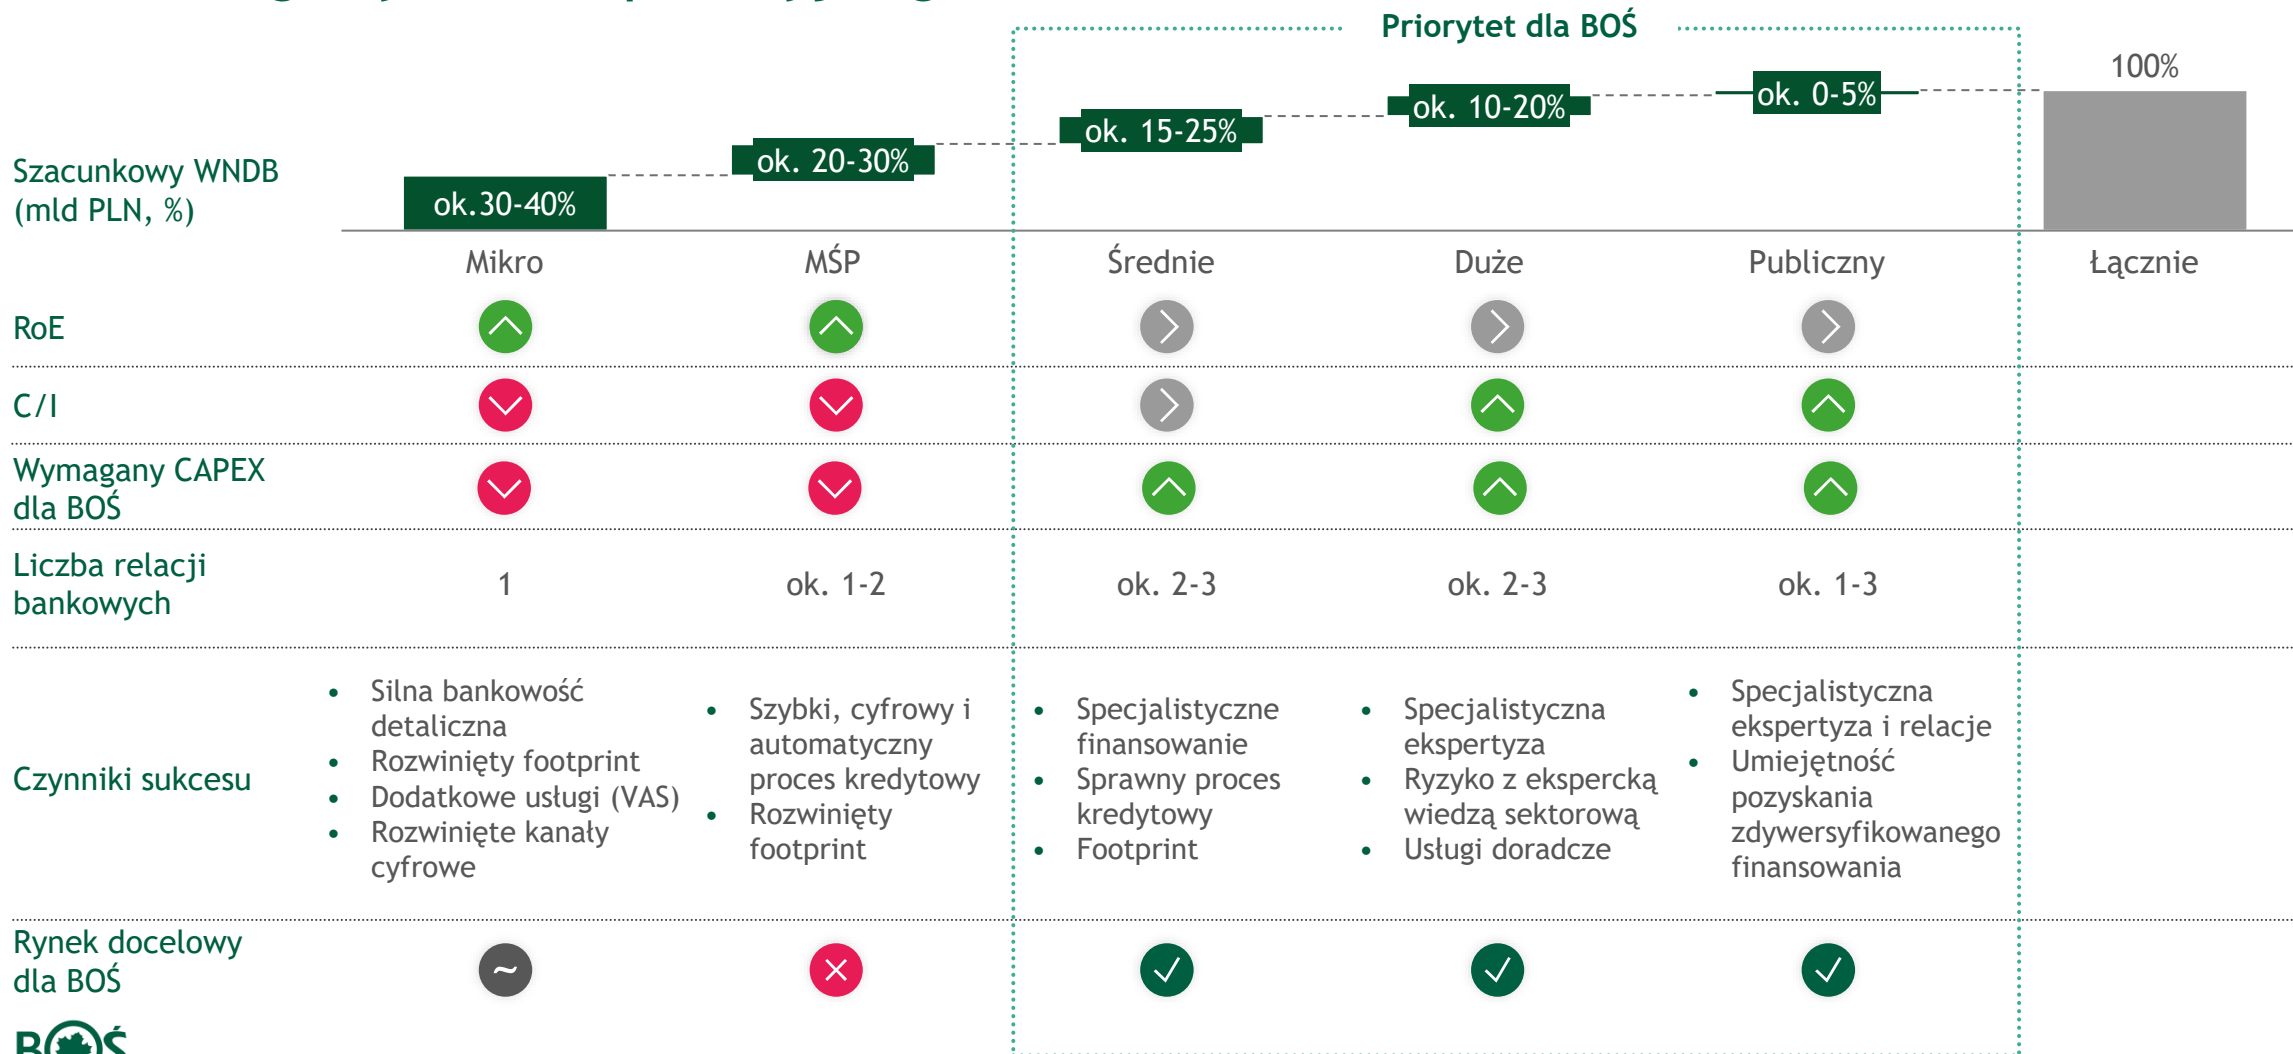 Priorytet dla BOŚ
100%
ok. 0-5%
ok. 10-20%
ok. 15-25%
ok. 20-30%
ok.30-40%
Szacunkowy WNDB
(mld PLN, %)
Mikro
MŚP
Średnie
Duże
Publiczny
Łącznie
RoE
C/I
Wymagany CAPEX
dla BOŚ
Liczba relacji
bankowych
1
ok. 1-2
ok. 2-3
ok. 2-3
ok. 1-3
Czynniki sukcesu
• Silna bankowość
detaliczna
• Rozwinięty footprint
• Dodatkowe usługi (VAS)
• Rozwinięte kanały
cyfrowe
• Szybki, cyfrowy i
automatyczny
proces kredytowy
• Rozwinięty
footprint
• Specjalistyczne
finansowanie
• Sprawny proces
kredytowy
• Footprint
• Specjalistyczna
ekspertyza
• Ryzyko z ekspercką
wiedzą sektorową
• Usługi doradcze
• Specjalistyczna
ekspertyza i relacje
• Umiejętność
pozyskania
zdywersyfikowanego
finansowania
Rynek docelowy
dla BOŚ
~
BOŚ